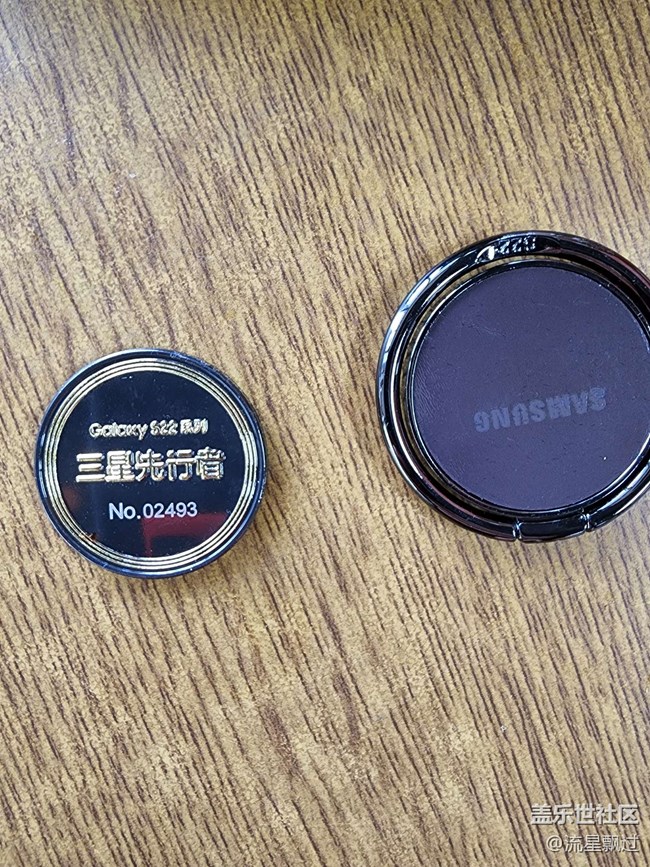 Galaxy S22 系列
三星先行者
No.02493
SAMSUNG
盖乐世社区
@流星飘过